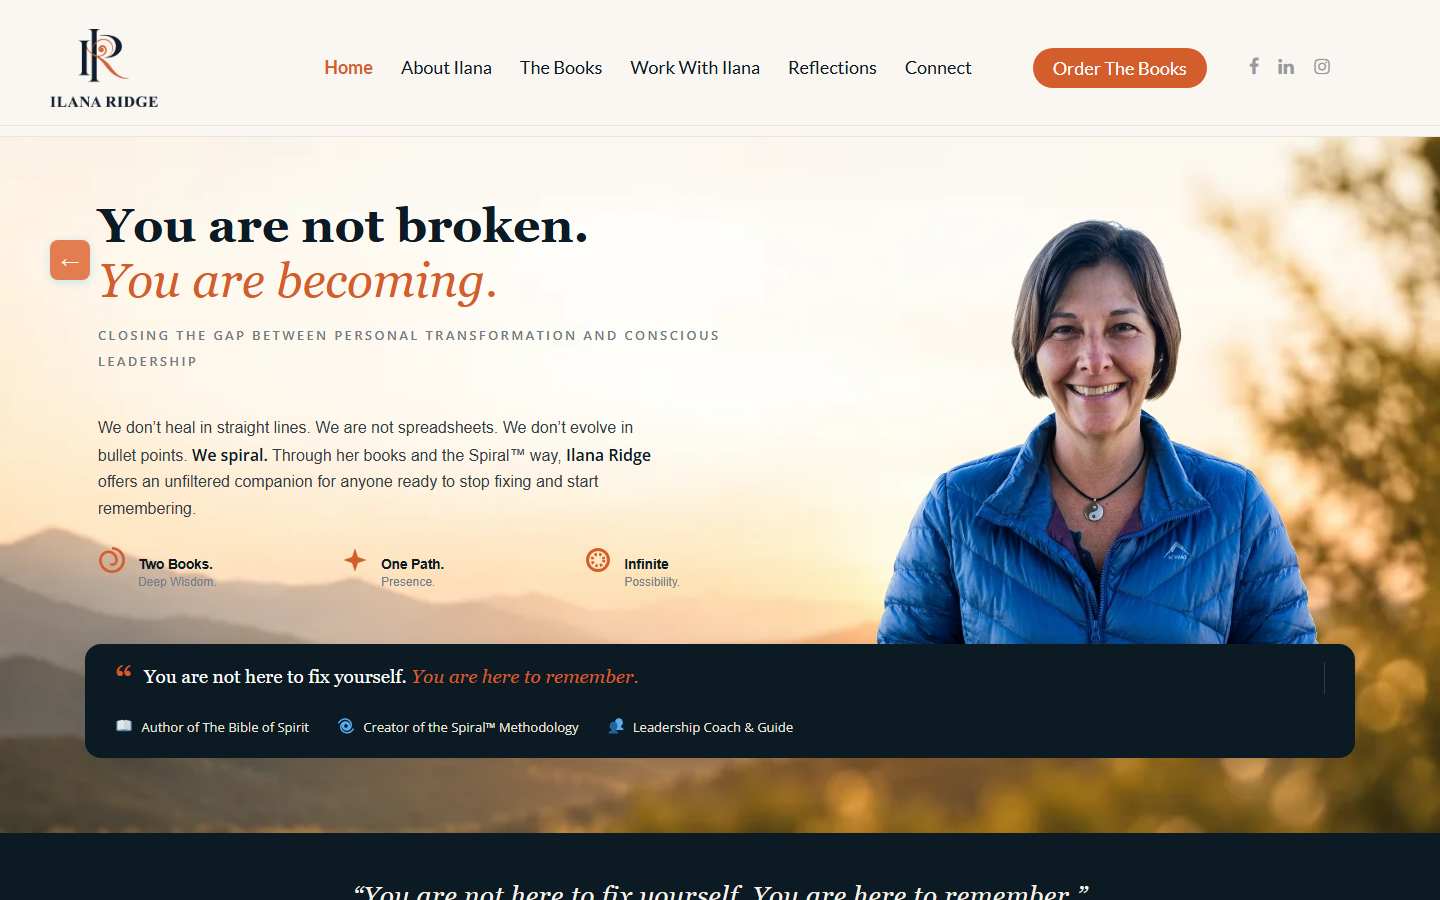 IR
ILANA RIDGE
Home
About Ilana
The Books
Work With Ilana
Reflections
Connect
Order The Books
You are not broken.
←
You are becoming.
CLOSING THE GAP BETWEEN PERSONAL TRANSFORMATION AND CONSCIOUS
LEADERSHIP
We don’t heal in straight lines. We are not spreadsheets. We don’t evolve in
bullet points. We spiral. Through her books and the Spiral™ way, Ilana Ridge
offers an unfiltered companion for anyone ready to stop fixing and start
remembering.
Two Books.
Deep Wisdom.
One Path.
Presence.
Infinite
Possibility.
“ You are not here to fix yourself. You are here to remember.
Author of The Bible of Spirit
Creator of the Spiral™ Methodology
Leadership Coach & Guide
“You are not here to fix yourself. You are here to remember.”